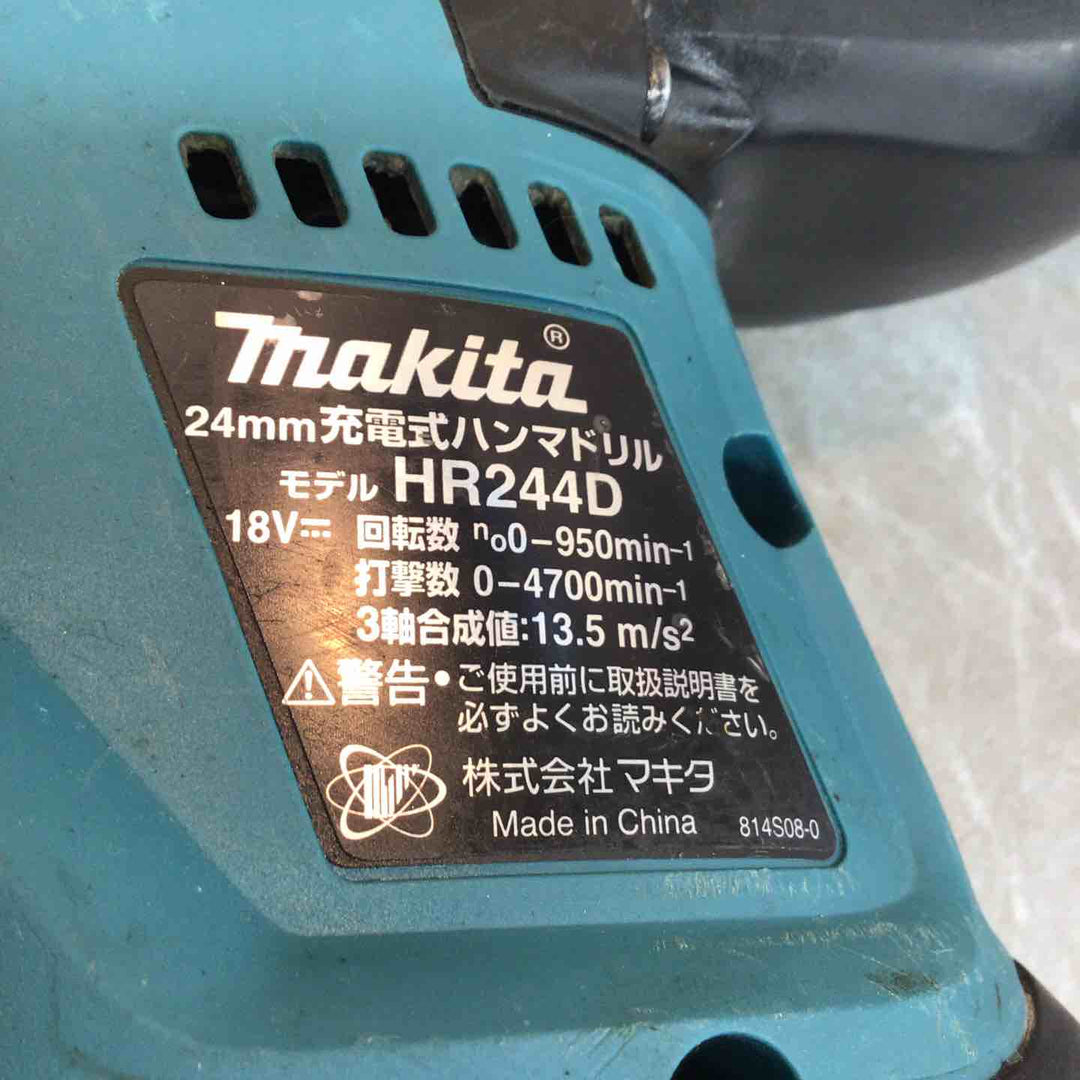 makita®
24mm充電式ハンマドリル
モデル HR244D
18V⎓ 回転数 n₀0−950min⁻¹
打撃数 0−4700min⁻¹
3軸合成値:13.5 m/s²
⚠警告•ご使用前に取扱説明書を
必ずよくお読みください。
株式会社マキタ
Made in China 814S08-0